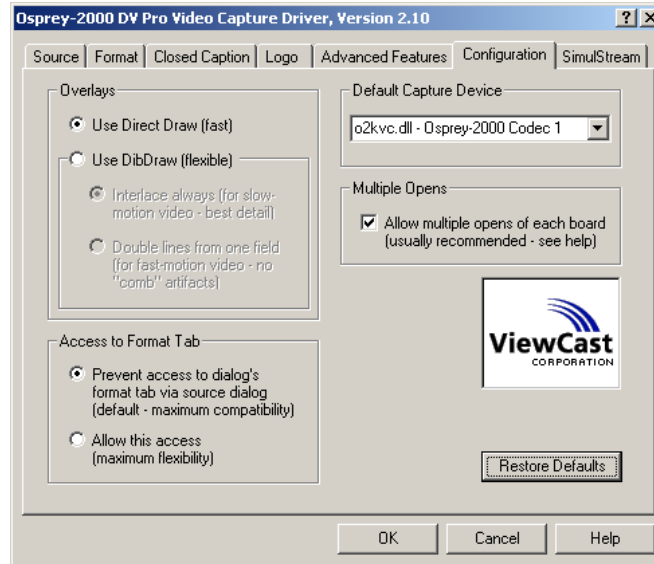 Osprey-2000 DV Pro Video Capture Driver, Version 2.10
Source
Format
Closed Caption
Logo
Advanced Features
Configuration
SimulStream
Overlays
Use Direct Draw (fast)
Use DibDraw (flexible)
Interlace always (for slow-
motion video - best detail)
Double lines from one field
(for fast-motion video - no
"comb" artifacts)
Access to Format Tab
Prevent access to dialog's
format tab via source dialog
(default - maximum compatibility)
Allow this access
(maximum flexibility)
Default Capture Device
o2kvc.dll - Osprey-2000 Codec 1
Multiple Opens
Allow multiple opens of each board
(usually recommended - see help)
ViewCast
CORPORATION
Restore Defaults
OK
Cancel
Help